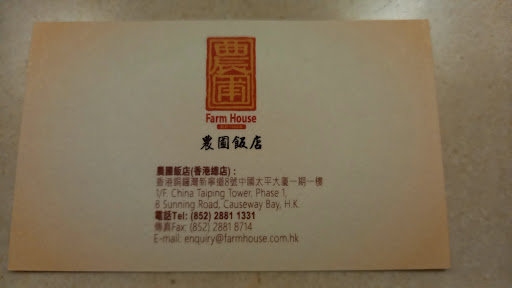 農圃
Farm House
農圃飯店
農圃飯店(香港總店) :
香港銅鑼灣新寧道8號中國太平大廈一期一樓
1/F. China Taiping Tower, Phase 1,
8 Sunning Road, Causeway Bay, H.K.
電話Tel: (852) 2881 1331
傳真Fax: (852) 2881 8714
E-mail: enquiry@farmhouse.com.hk